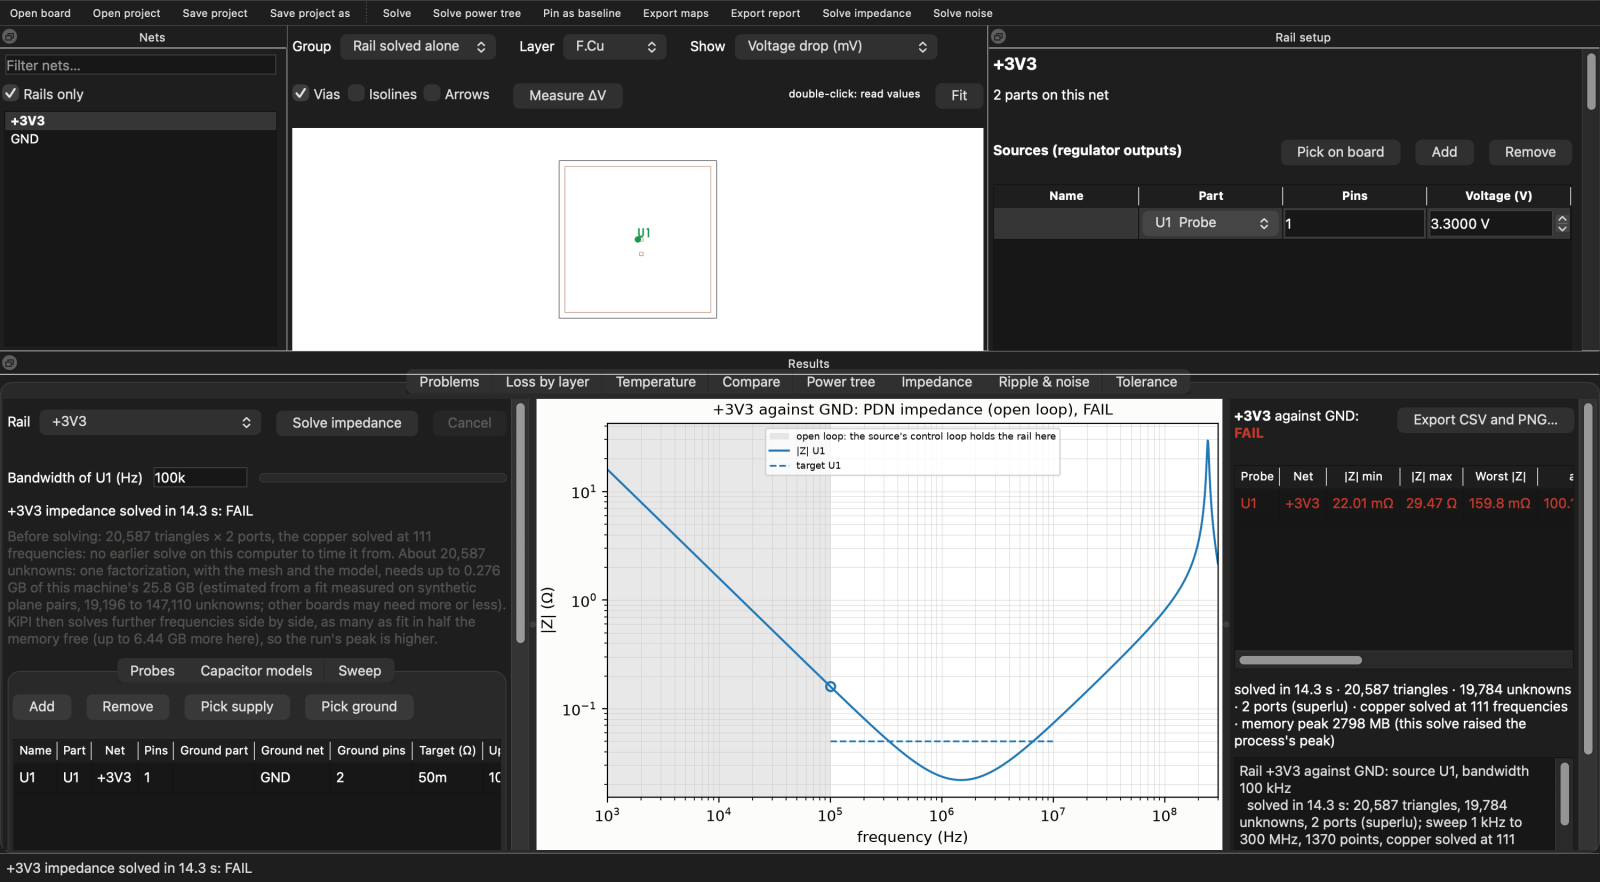 Open board Open project Save project Save project as Solve Solve power tree Pin as baseline Export maps Export report Solve impedance Solve noise
Nets
Filter nets...
Rails only
+3V3
GND
Group Rail solved alone Layer F.Cu Show Voltage drop (mV)
Vias Isolines Arrows Measure ΔV double-click: read values Fit
U1
Rail setup
+3V3
2 parts on this net
Sources (regulator outputs) Pick on board Add Remove
Name Part Pins Voltage (V)
U1 Probe 1 3.3000 V
Results
Problems Loss by layer Temperature Compare Power tree Impedance Ripple & noise Tolerance
Rail +3V3 Solve impedance Cancel
Bandwidth of U1 (Hz) 100k
+3V3 impedance solved in 14.3 s: FAIL
Before solving: 20,587 triangles × 2 ports, the copper solved at 111
frequencies: no earlier solve on this computer to time it from. About 20,587
unknowns: one factorization, with the mesh and the model, needs up to 0.276
GB of this machine's 25.8 GB (estimated from a fit measured on synthetic
plane pairs, 19,196 to 147,110 unknowns; other boards may need more or less).
KiPI then solves further frequencies side by side, as many as fit in half the
memory free (up to 6.44 GB more here), so the run's peak is higher.
Probes Capacitor models Sweep
Add Remove Pick supply Pick ground
Name Part Net Pins Ground part Ground net Ground pins Target (Ω) Up
U1 U1 +3V3 1 GND 2 50m 10
+3V3 against GND: PDN impedance (open loop), FAIL
open loop: the source's control loop holds the rail here
|Z| U1
target U1
|Z| (Ω)
10¹
10⁰
10⁻¹
10³ 10⁴ 10⁵ 10⁶ 10⁷ 10⁸
frequency (Hz)
+3V3 against GND:
FAIL
Export CSV and PNG...
Probe Net |Z| min |Z| max Worst |Z| a
U1 +3V3 22.01 mΩ 29.47 Ω 159.8 mΩ 100.
solved in 14.3 s · 20,587 triangles · 19,784 unknowns
· 2 ports (superlu) · copper solved at 111 frequencies
· memory peak 2798 MB (this solve raised the
process's peak)
Rail +3V3 against GND: source U1, bandwidth
100 kHz
solved in 14.3 s: 20,587 triangles, 19,784
unknowns, 2 ports (superlu); sweep 1 kHz to
300 MHz, 1370 points, copper solved at 111
+3V3 impedance solved in 14.3 s: FAIL